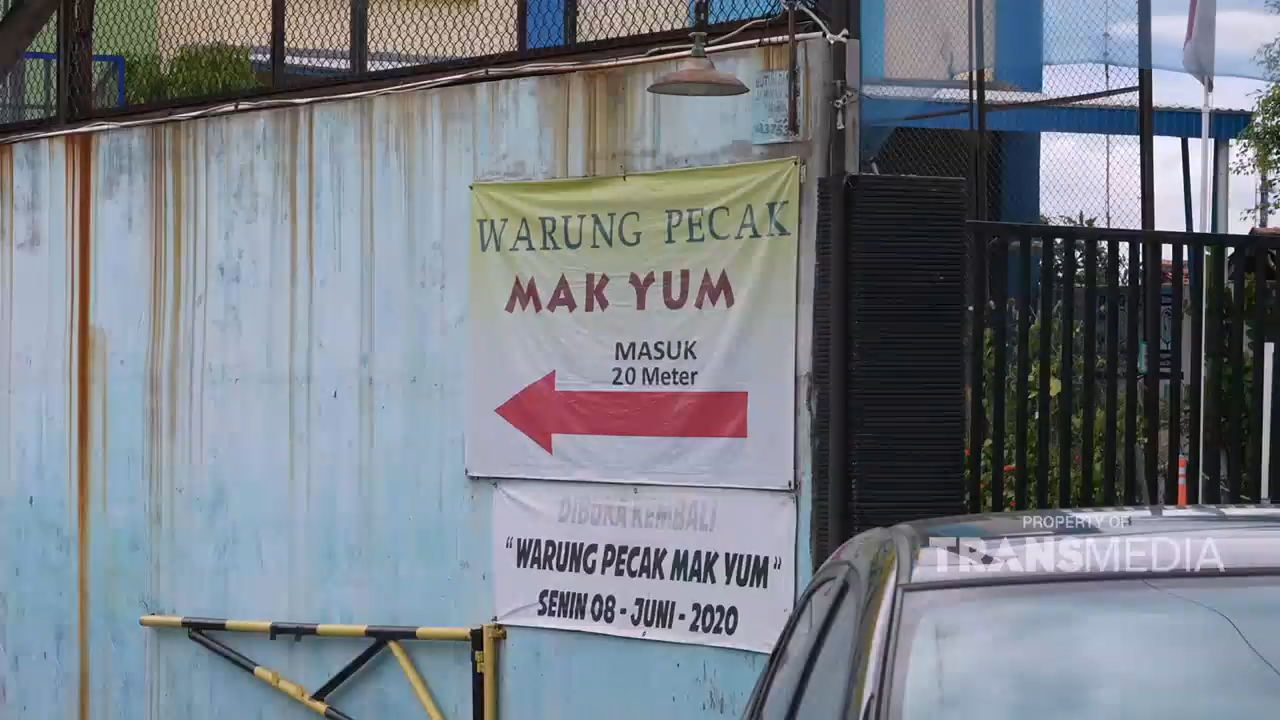 WARUNG PECAK
MAK YUM
MASUK
20 Meter
DIBUKA KEMBALI
"WARUNG PECAK MAK YUM"
SENIN 08 - JUNI - 2020
PROPERTY OF
TRANSMEDIA